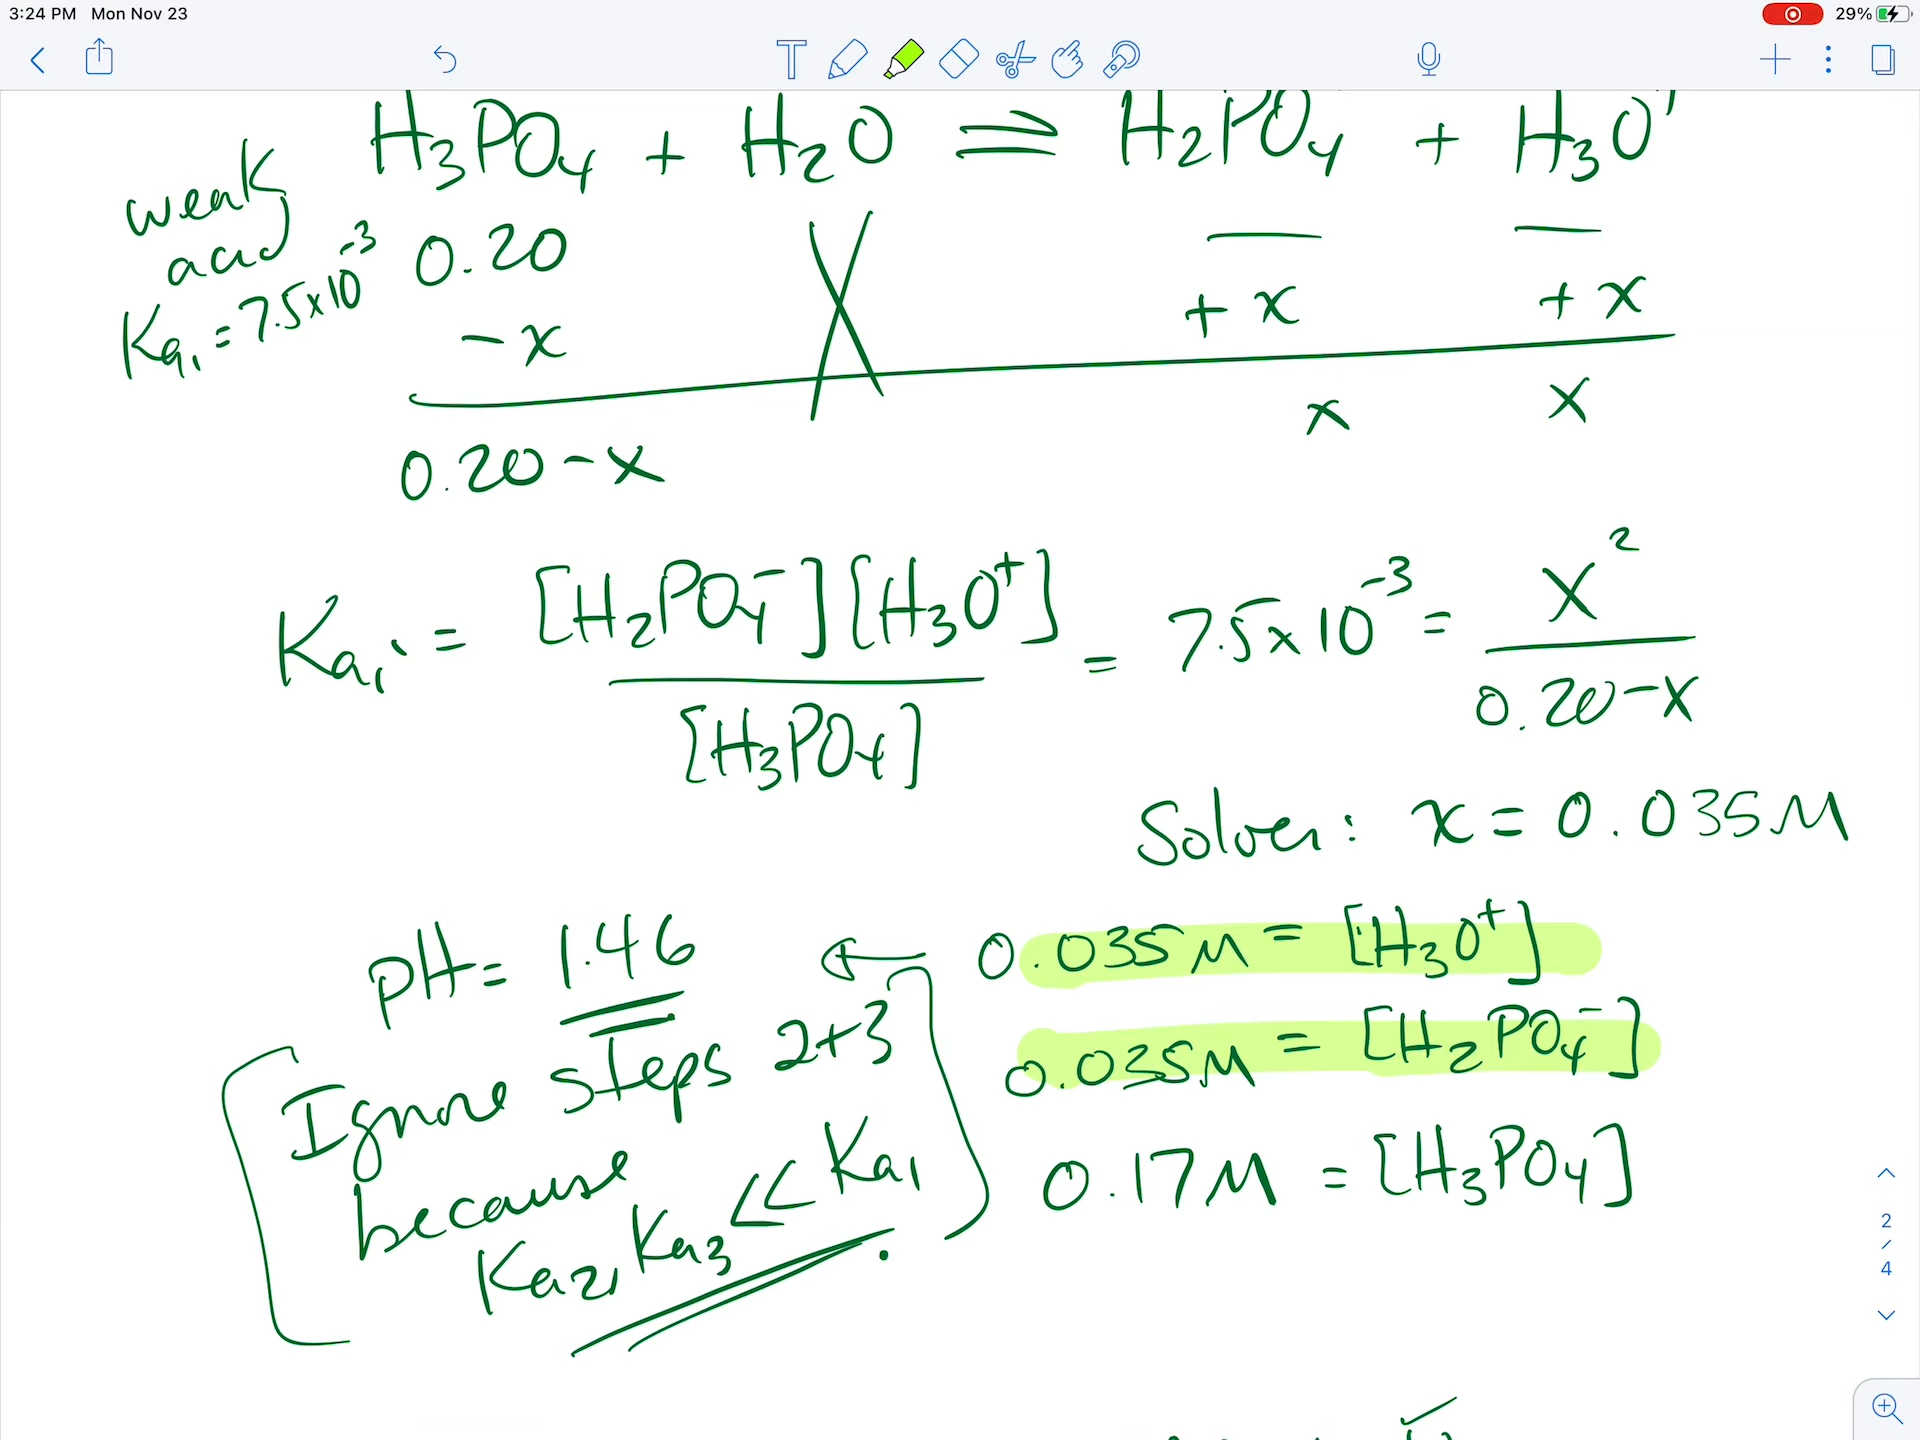 3:24 PM Mon Nov 23
29%
H₃PO₄ + H₂O ⇌ H₂PO₄ + H₃O⁺
weak
acid
Ka₁ = 7.5x10⁻³
0.20 — —
-x +x +x
0.20-x x x
Ka₁ = [H₂PO₄⁻][H₃O⁺] / [H₃PO₄] = 7.5x10⁻³ = x² / 0.20-x
Solver: x = 0.035M
pH = 1.46 ← 0.035M = [H₃O⁺]
0.035M = [H₂PO₄⁻]
0.17M = [H₃PO₄]
[Ignore steps 2+3
because
Ka₂, Ka₃ << Ka₁]
2
/
4